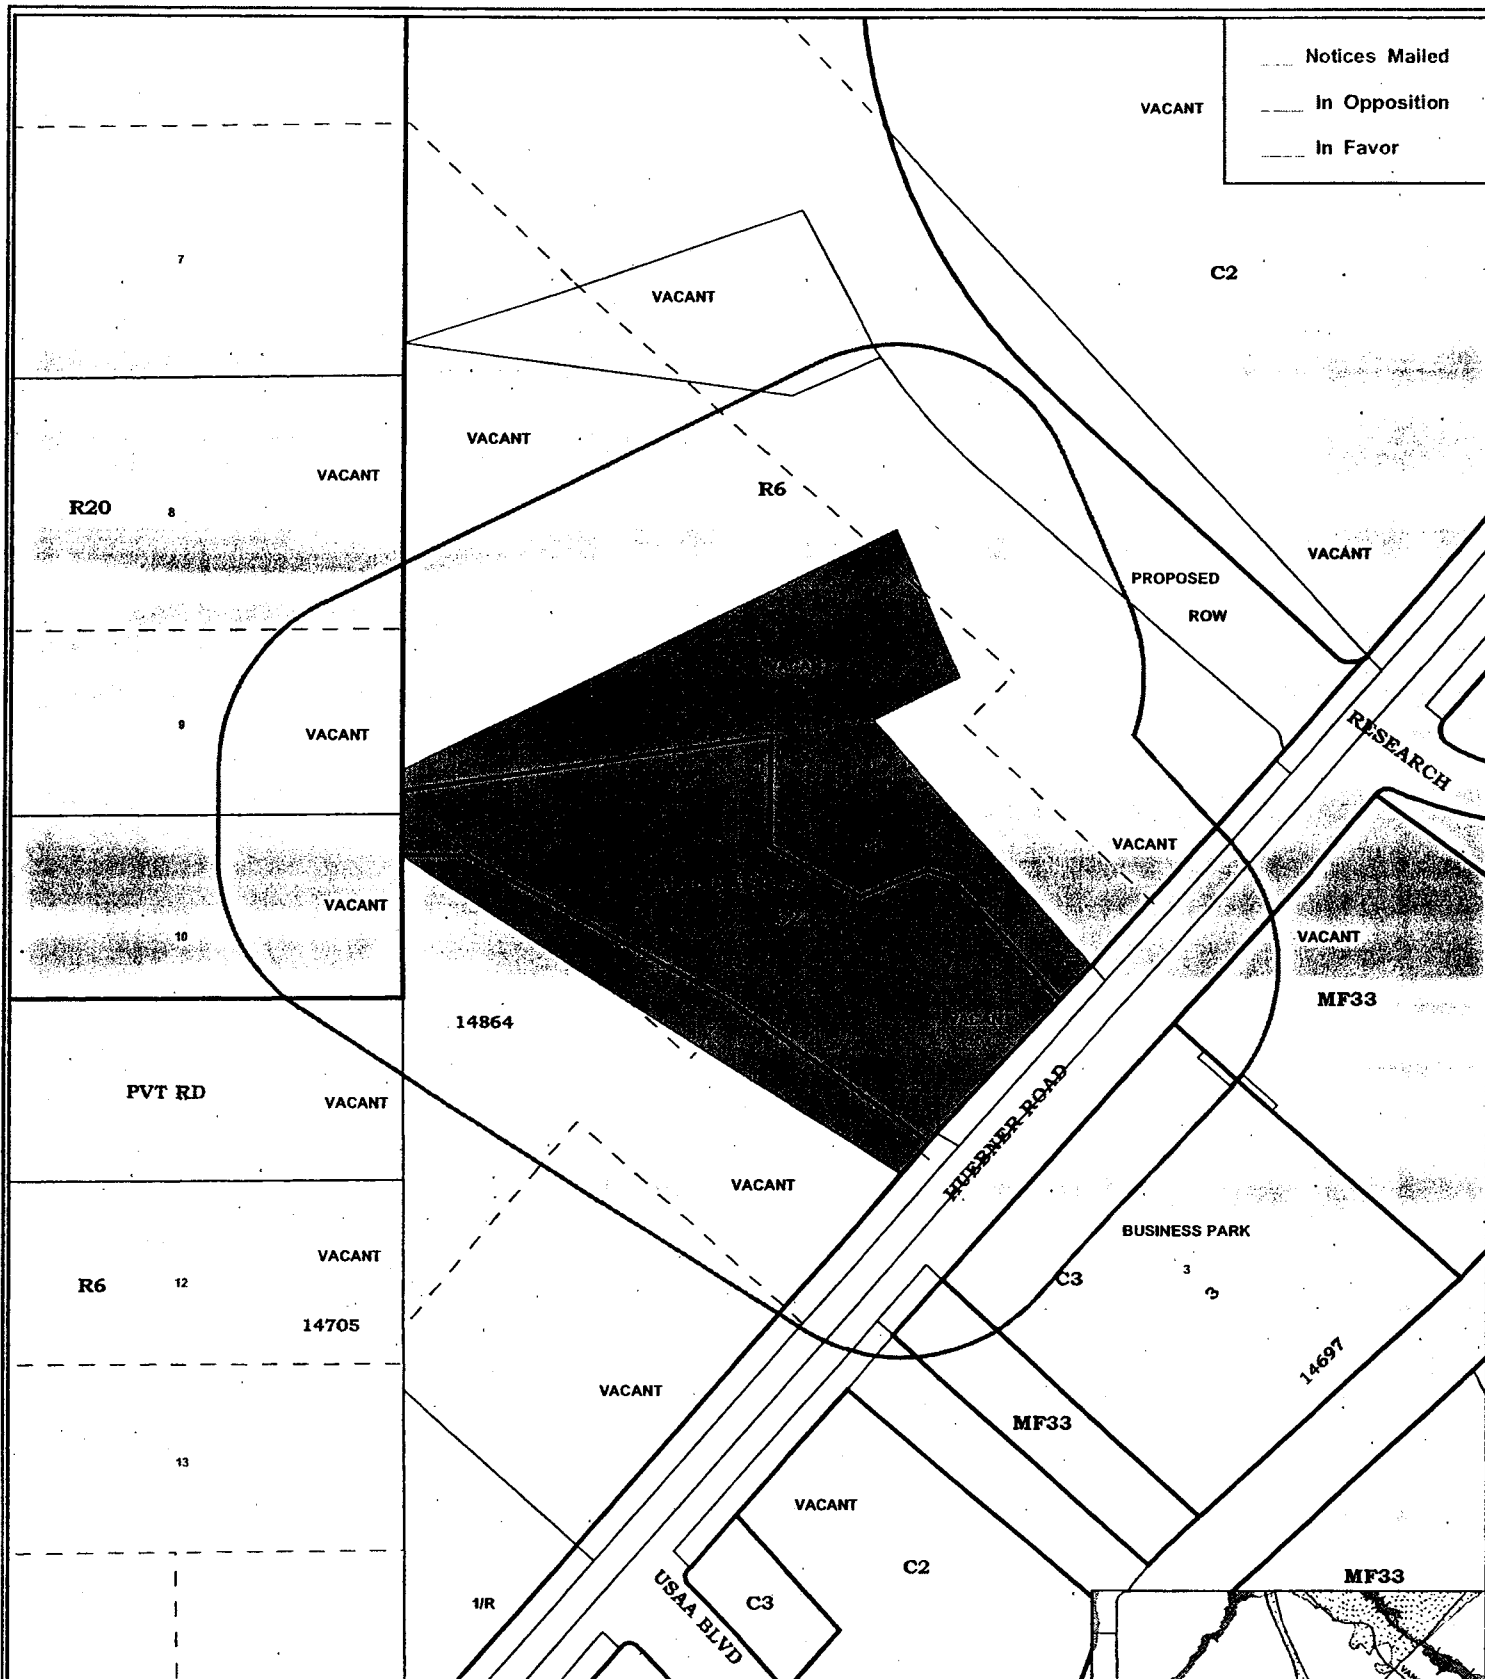 Notices Mailed
In Opposition
In Favor
VACANT
7
C2
VACANT
VACANT
VACANT
R6
R20
8
VACANT
PROPOSED
ROW
9
VACANT
RESEARCH
VACANT
VACANT
10
VACANT
MF33
14864
PVT RD
VACANT
HUEBNER ROAD
VACANT
BUSINESS PARK
3
3
C3
VACANT
R6
12
14705
14697
VACANT
MF33
13
VACANT
C2
MF33
1/R
USAA BLVD
C3